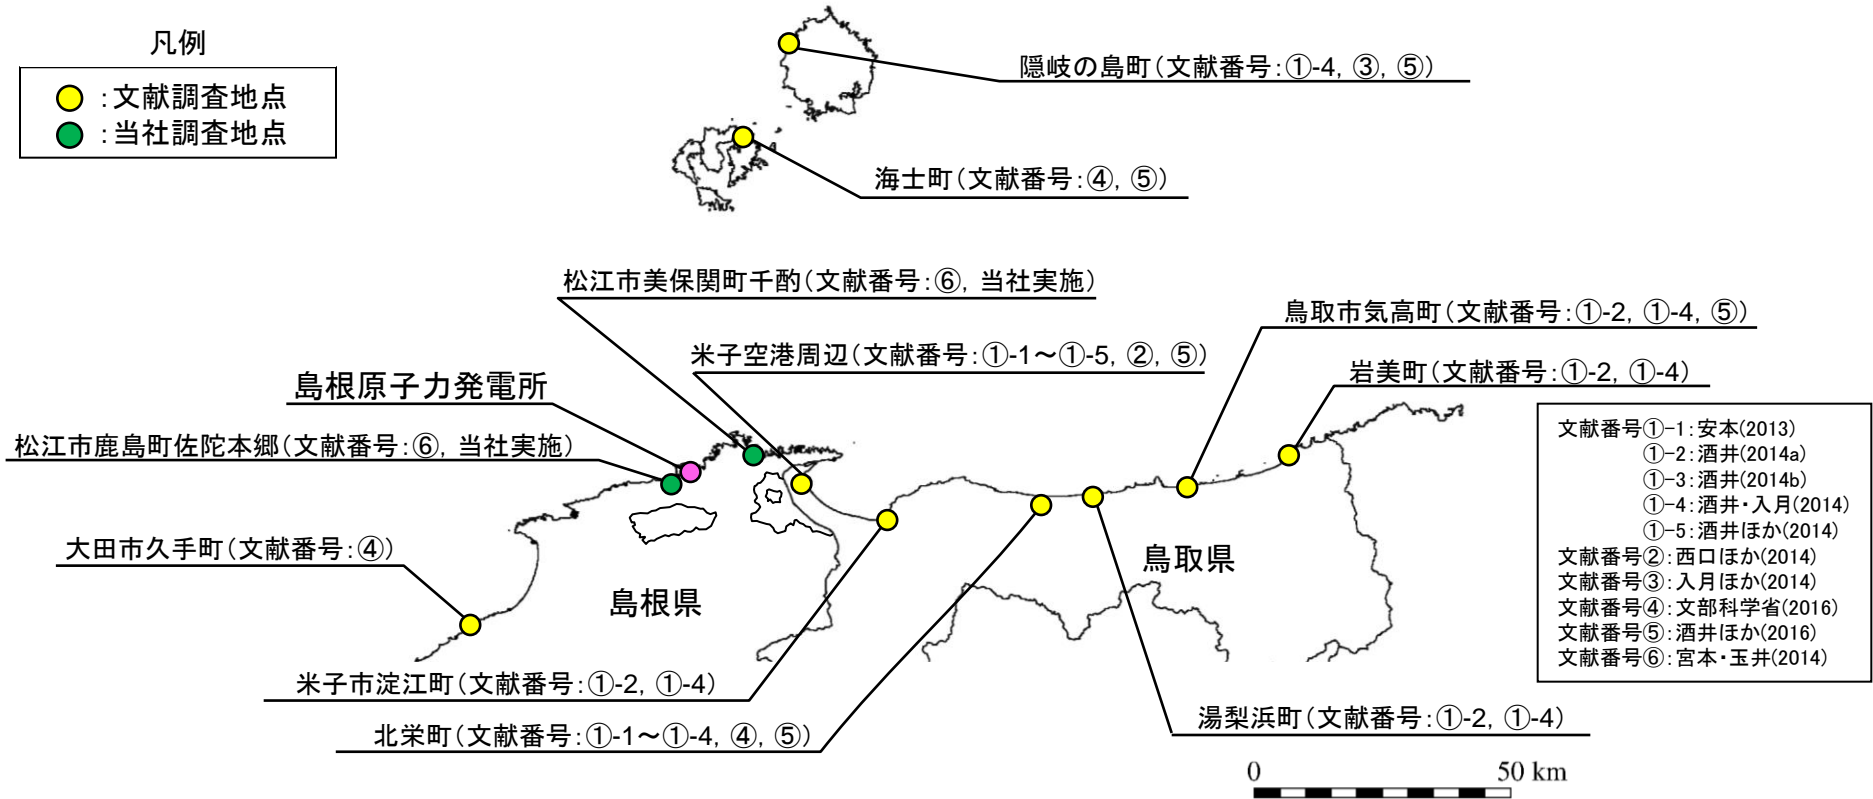 凡例
：文献調査地点
：当社調査地点
隠岐の島町（文献番号：①-4, ③, ⑤）
海士町（文献番号：④, ⑤）
松江市美保関町千酌（文献番号：⑥, 当社実施）
鳥取市気高町（文献番号：①-2, ①-4, ⑤）
米子空港周辺（文献番号：①-1～①-5, ②, ⑤）
岩美町（文献番号：①-2, ①-4）
島根原子力発電所
松江市鹿島町佐陀本郷（文献番号：⑥, 当社実施）
大田市久手町（文献番号：④）
島根県
鳥取県
米子市淀江町（文献番号：①-2, ①-4）
北栄町（文献番号：①-1～①-4, ④, ⑤）
湯梨浜町（文献番号：①-2, ①-4）
文献番号①-1：安本(2013)
①-2：酒井(2014a)
①-3：酒井(2014b)
①-4：酒井・入月(2014)
①-5：酒井ほか(2014)
文献番号②：西口ほか(2014)
文献番号③：入月ほか(2014)
文献番号④：文部科学省(2016)
文献番号⑤：酒井ほか(2016)
文献番号⑥：宮本・玉井(2014)
0 50 km